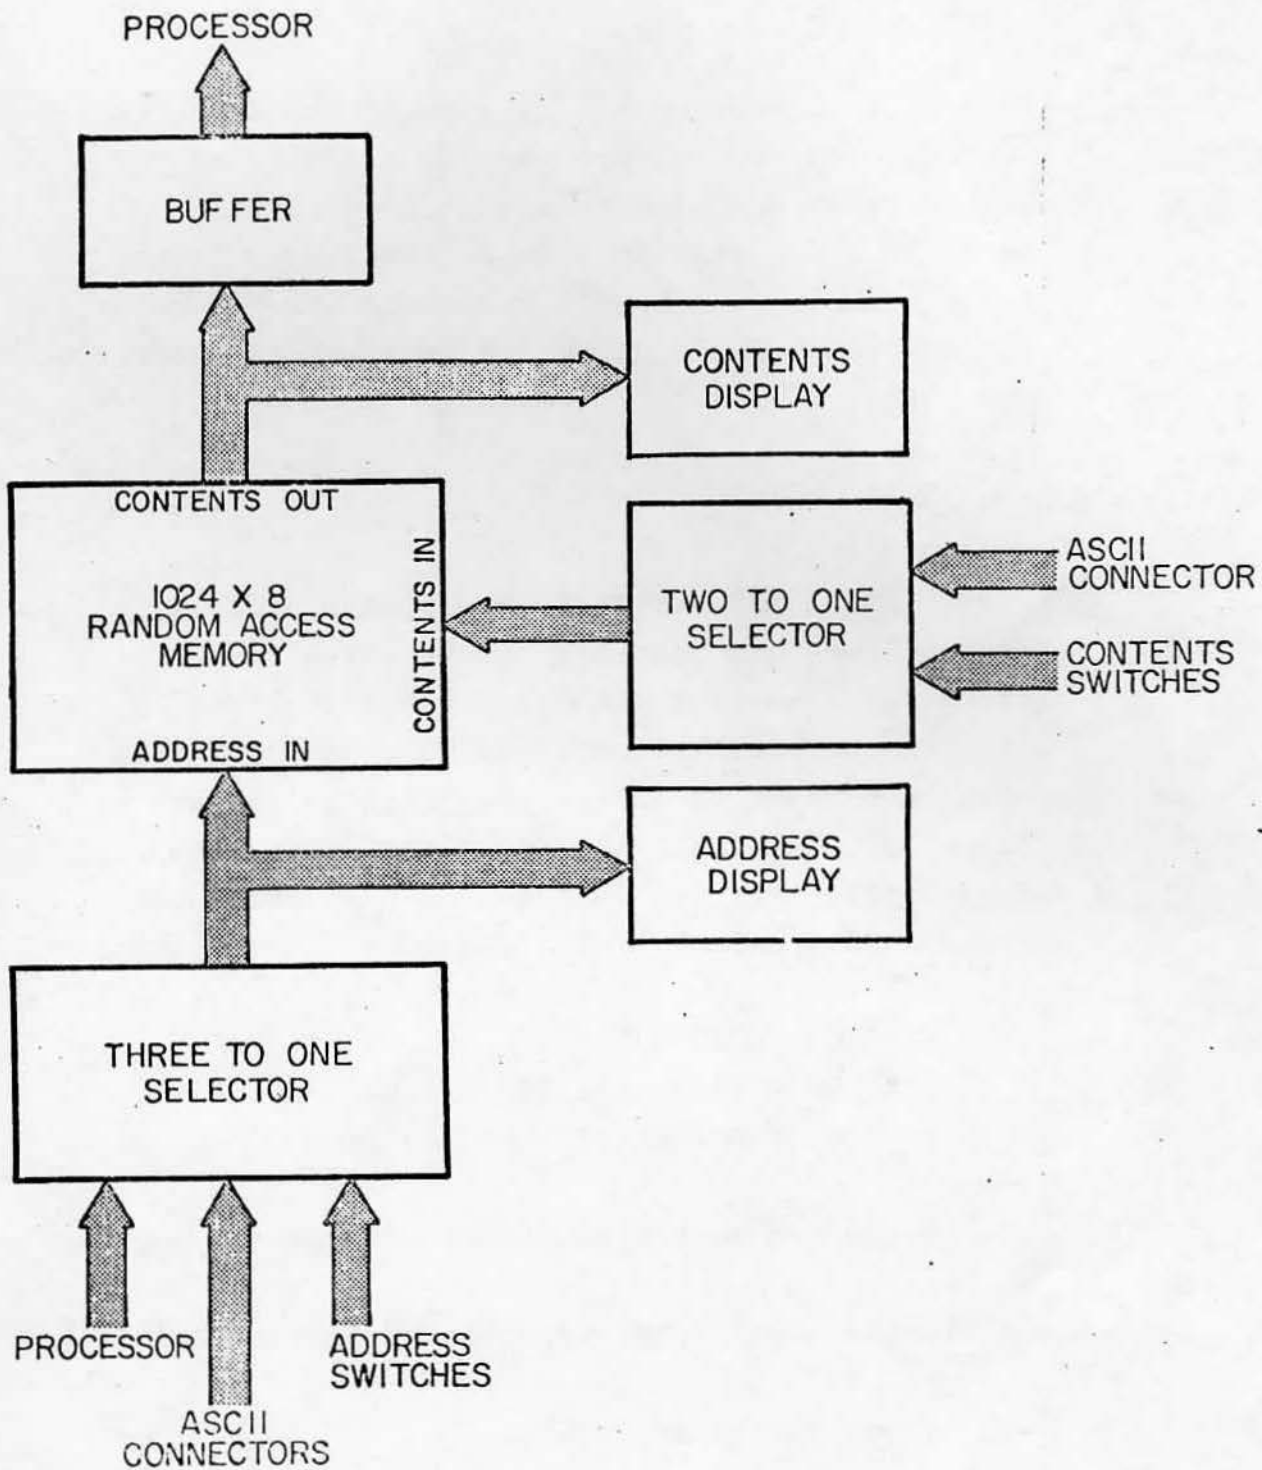 PROCESSOR
BUFFER
CONTENTS
DISPLAY
CONTENTS OUT
1024 X 8
RANDOM ACCESS
MEMORY
CONTENTS IN
ADDRESS IN
TWO TO ONE
SELECTOR
ASCII
CONNECTOR
CONTENTS
SWITCHES
ADDRESS
DISPLAY
THREE TO ONE
SELECTOR
PROCESSOR
ASCII
CONNECTORS
ADDRESS
SWITCHES